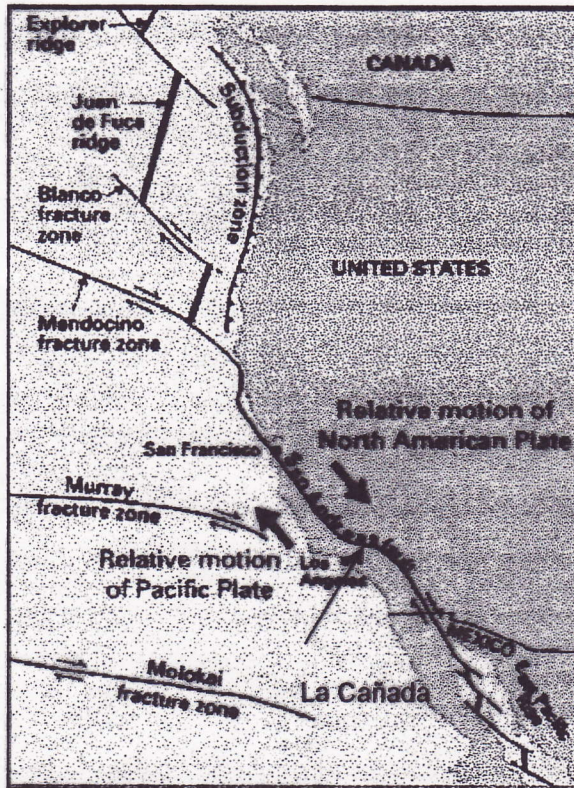 Explorer
ridge
CANADA
Juan
de Fuca
ridge
Subduction zone
Blanco
fracture
zone
UNITED STATES
Mendocino
fracture zone
Relative motion of
North American Plate
San Francisco
Murray
fracture zone
Relative motion
of Pacific Plate
Los
Angeles
MEXICO
Molokai
fracture zone
La Cañada